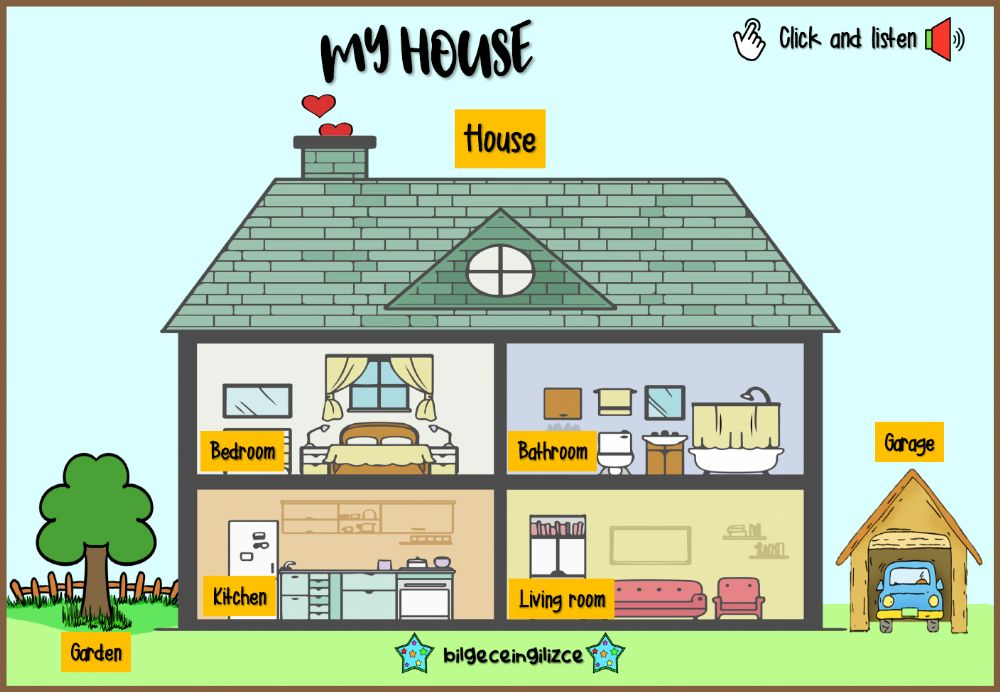 MY HOUSE
Click and listen
House
Bedroom
Bathroom
Garage
Kitchen
Living room
Garden
bilgeceingilizce